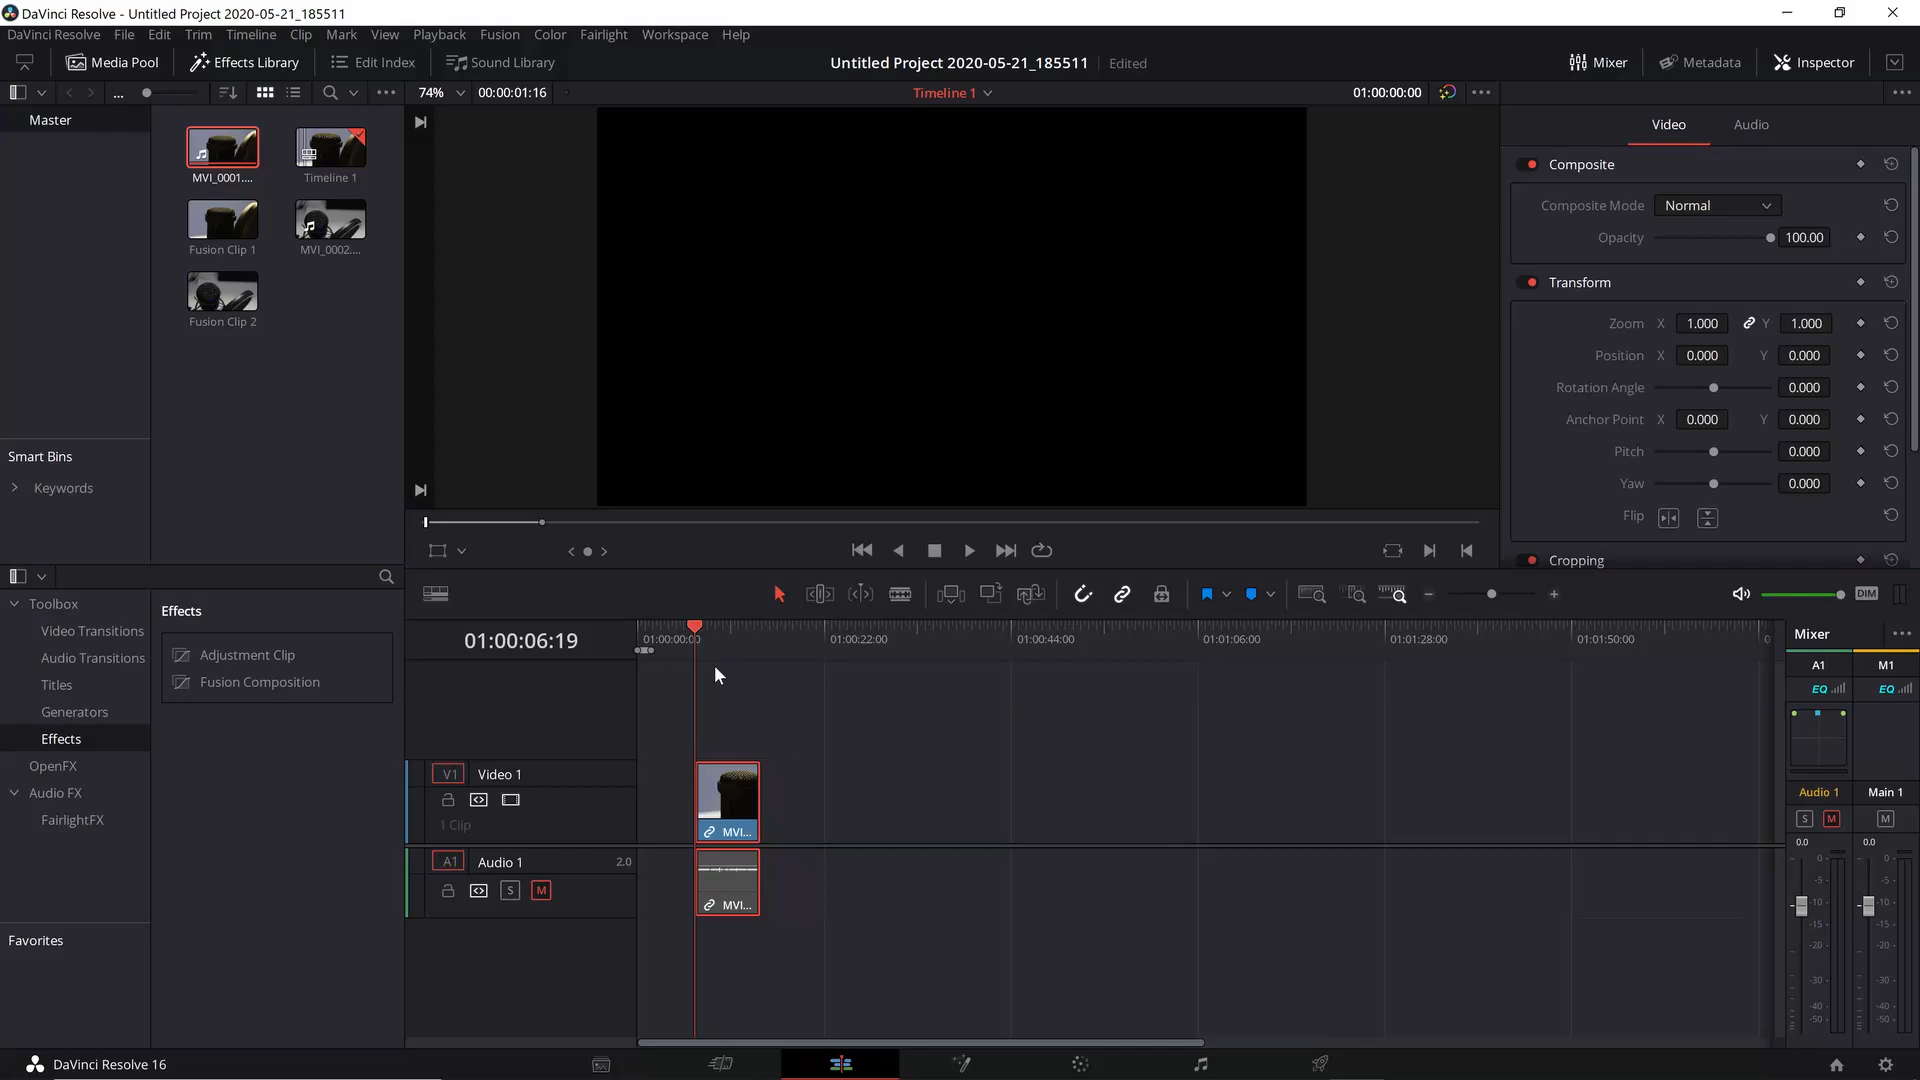 DaVinci Resolve - Untitled Project 2020-05-21_185511
DaVinci Resolve File Edit Trim Timeline Clip Mark View Playback Fusion Color Fairlight Workspace Help
Media Pool Effects Library Edit Index Sound Library Untitled Project 2020-05-21_185511 Edited Mixer Metadata Inspector
... 74% 00:00:01:16 Timeline 1 01:00:00:00
Master
MVI_0001....
Timeline 1
Fusion Clip 1
MVI_0002....
Fusion Clip 2
Smart Bins
Keywords
Video Audio
Composite
Composite Mode Normal
Opacity 100.00
Transform
Zoom X 1.000 Y 1.000
Position X 0.000 Y 0.000
Rotation Angle 0.000
Anchor Point X 0.000 Y 0.000
Pitch 0.000
Yaw 0.000
Flip
Cropping
Toolbox
Video Transitions
Audio Transitions
Titles
Generators
Effects
OpenFX
Audio FX
FairlightFX
Favorites
Effects
Adjustment Clip
Fusion Composition
DIM
01:00:06:19
01:00:00:00 01:00:22:00 01:00:44:00 01:01:06:00 01:01:28:00 01:01:50:00
V1 Video 1
1 Clip
MVI...
A1 Audio 1 2.0
S M
MVI...
Mixer
A1 M1
EQ EQ
Audio 1 Main 1
S M M
0.0 0.0
0- 0-
-5- -5-
-10- -10-
-15- -15-
-20- -20-
-30- -30-
-40- -40-
-50- -50-
DaVinci Resolve 16